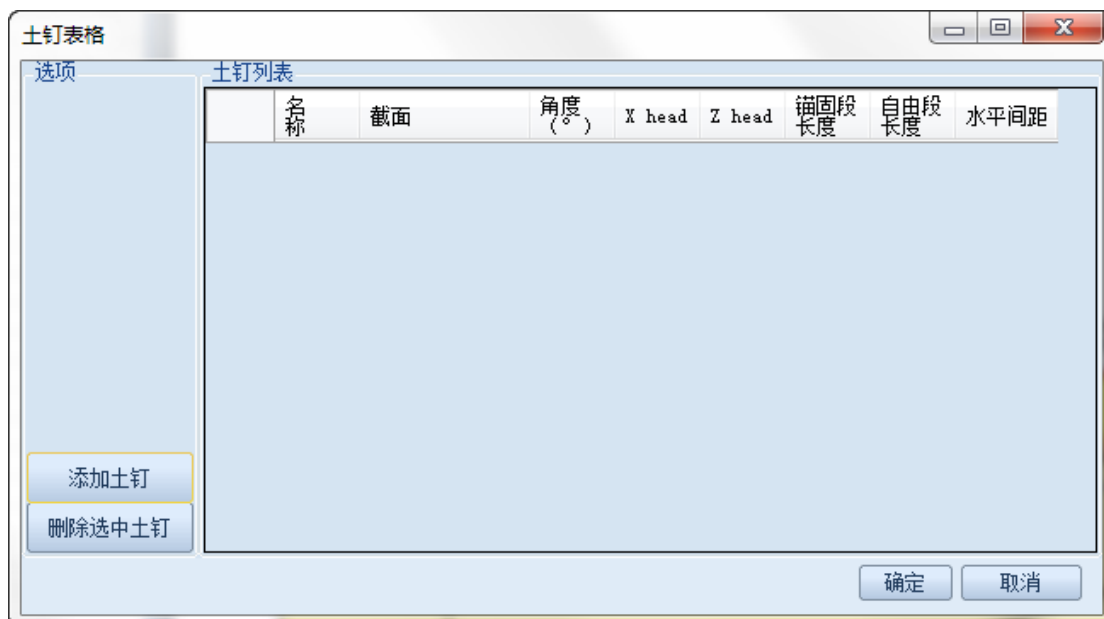 土钉表格
选项
土钉列表
名称 截面 角度(°) X head Z head 锚固段长度 自由段长度 水平间距
添加土钉
删除选中土钉
确定 取消